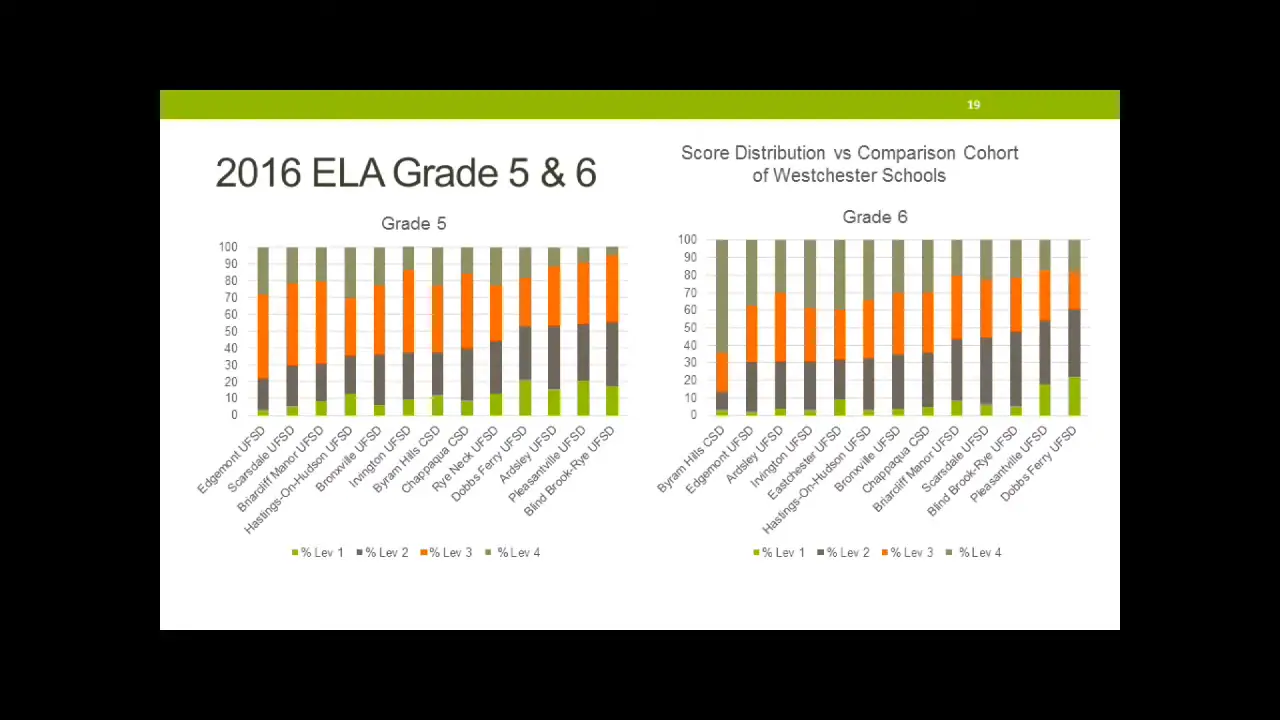 19
2016 ELA Grade 5 & 6
Score Distribution vs Comparison Cohort
of Westchester Schools
Grade 5
100
90
80
70
60
50
40
30
20
10
0
Edgemont UFSD
Scarsdale UFSD
Briarcliff Manor UFSD
Hastings-On-Hudson UFSD
Bronxville UFSD
Irvington UFSD
Byram Hills CSD
Chappaqua CSD
Rye Neck UFSD
Dobbs Ferry UFSD
Ardsley UFSD
Pleasantville UFSD
Blind Brook-Rye UFSD
% Lev 1 % Lev 2 % Lev 3 % Lev 4
Grade 6
100
90
80
70
60
50
40
30
20
10
0
Byram Hills CSD
Edgemont UFSD
Ardsley UFSD
Irvington UFSD
Eastchester UFSD
Hastings-On-Hudson UFSD
Bronxville UFSD
Chappaqua CSD
Briarcliff Manor UFSD
Scarsdale UFSD
Blind Brook-Rye UFSD
Pleasantville UFSD
Dobbs Ferry UFSD
% Lev 1 % Lev 2 % Lev 3 % Lev 4